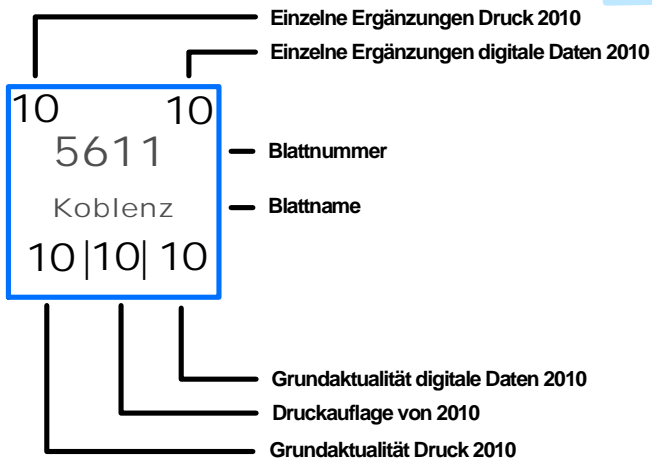 Einzelne Ergänzungen Druck 2010
Einzelne Ergänzungen digitale Daten 2010
10 10
5611
Blattnummer
Koblenz
Blattname
10|10| 10
Grundaktualität digitale Daten 2010
Druckauflage von 2010
Grundaktualität Druck 2010